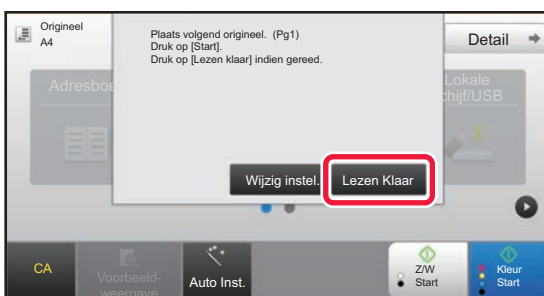 Origineel
A4
Plaats volgend origineel. (Pg1)
Druk op [Start].
Druk op [Lezen klaar] indien gereed.
Detail
Adresboe
Lokale
chijf/USB
Wijzig instel.
Lezen Klaar
CA
Voorbeeld-
weergave
Auto Inst.
Z/W
Start
Kleur
Start